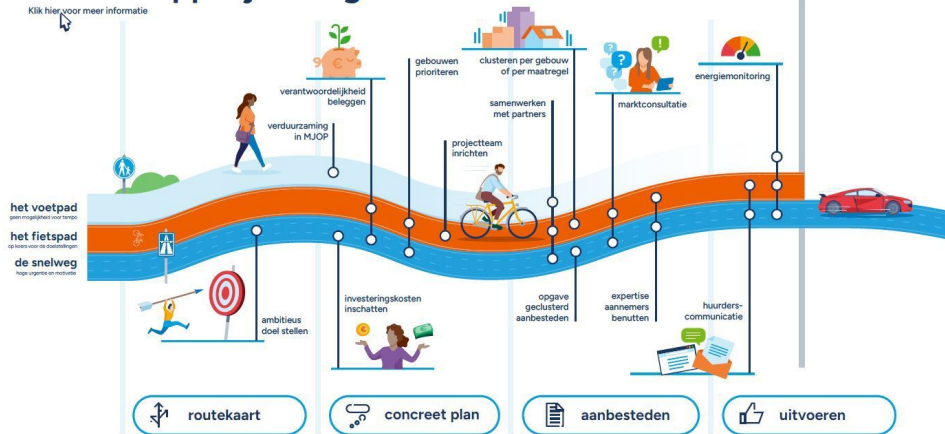 Klik hier voor meer informatie
clusteren per gebouw
of per maatregel
gebouwen
prioriteren
energiemonitoring
verantwoordelijkheid
beleggen
samenwerken
met partners
marktconsultatie
verduurzaming
in MJOP
projectteam
inrichten
het voetpad
geen mogelijkheid voor tempo
het fietspad
op koers voor de doelstellingen
de snelweg
hoge urgentie en motivatie
ambitieus
doel stellen
investeringskosten
inschatten
opgave
geclusterd
aanbesteden
expertise
aannemers
benutten
huurders-
communicatie
routekaart
concreet plan
aanbesteden
uitvoeren